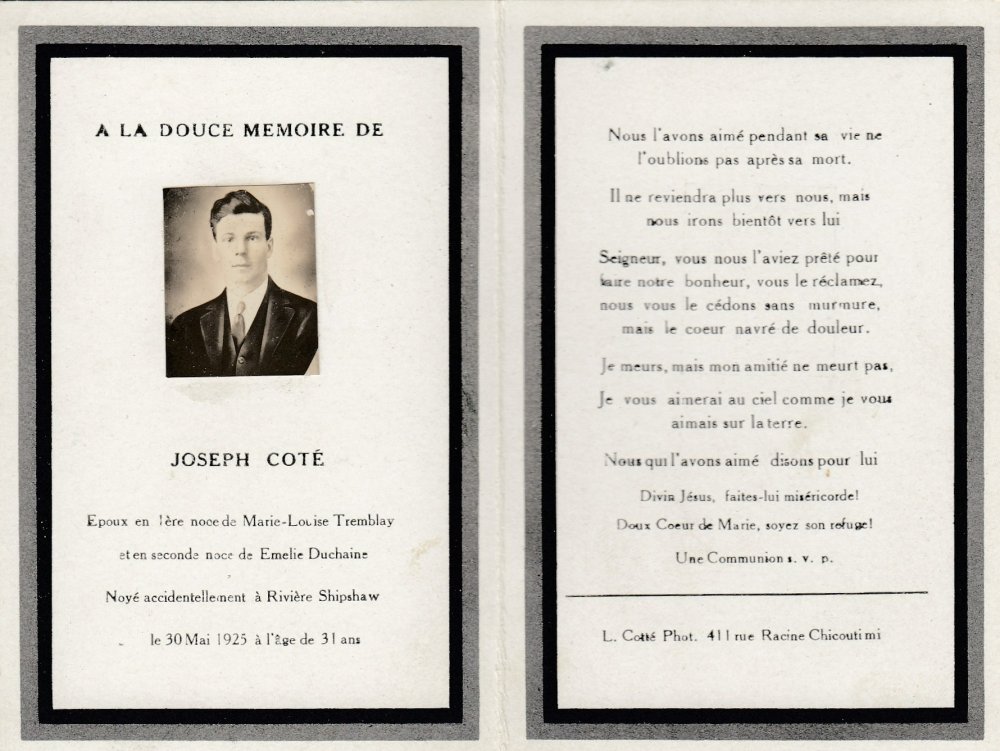 A LA DOUCE MEMOIRE DE
JOSEPH COTÉ
Epoux en 1ère noce de Marie-Louise Tremblay
et en seconde noce de Emelie Duchaine
Noyé accidentellement à Rivière Shipshaw
le 30 Mai 1925 à l'âge de 31 ans
Nous l'avons aimé pendant sa vie ne
l'oublions pas après sa mort.
Il ne reviendra plus vers nous, mais
nous irons bientôt vers lui
Seigneur, vous nous l'aviez prêté pour
faire notre bonheur, vous le réclamez,
nous vous le cédons sans murmure,
mais le coeur navré de douleur.
Je meurs, mais mon amitié ne meurt pas,
Je vous aimerai au ciel comme je vous
aimais sur la terre.
Nous qui l'avons aimé disons pour lui
Divin Jésus, faites-lui miséricorde!
Doux Coeur de Marie, soyez son refuge!
Une Communion s. v. p.
L. Cotté Phot. 411 rue Racine Chicoutimi